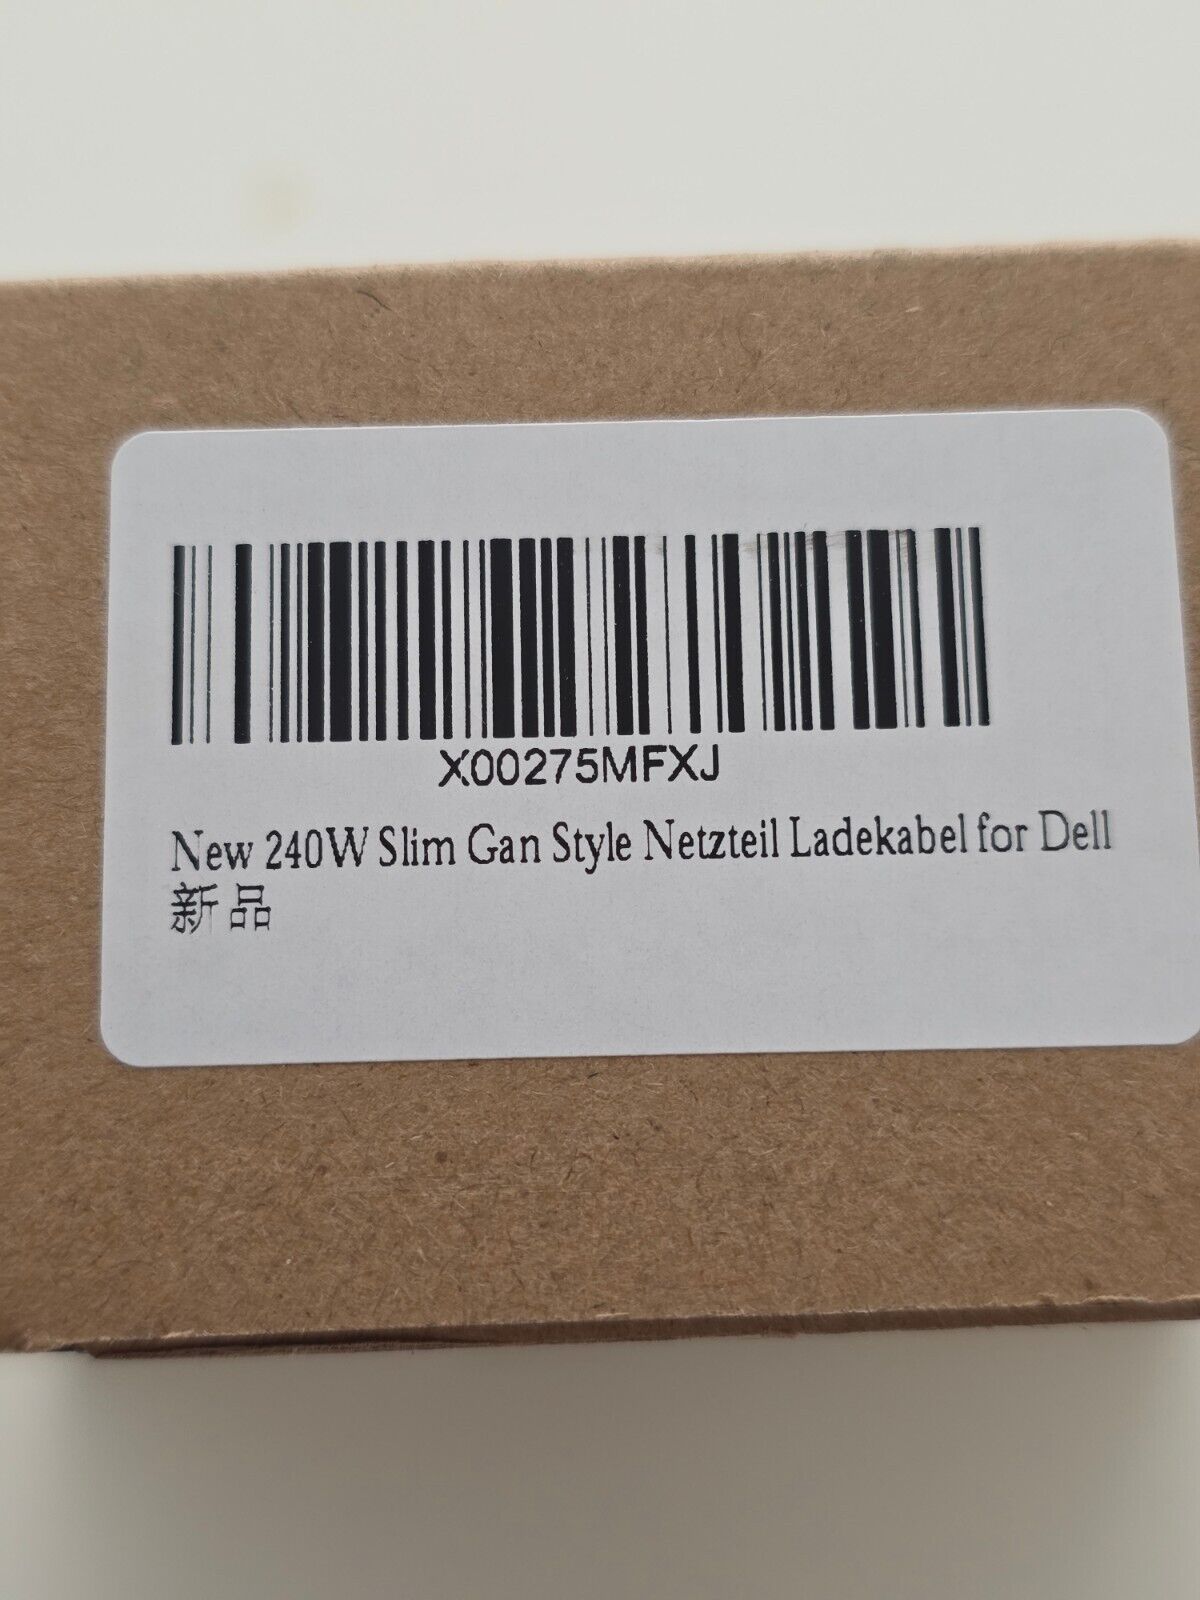 X00275MFXJ
New 240W Slim Gan Style Netzteil Ladekabel for Dell
新品